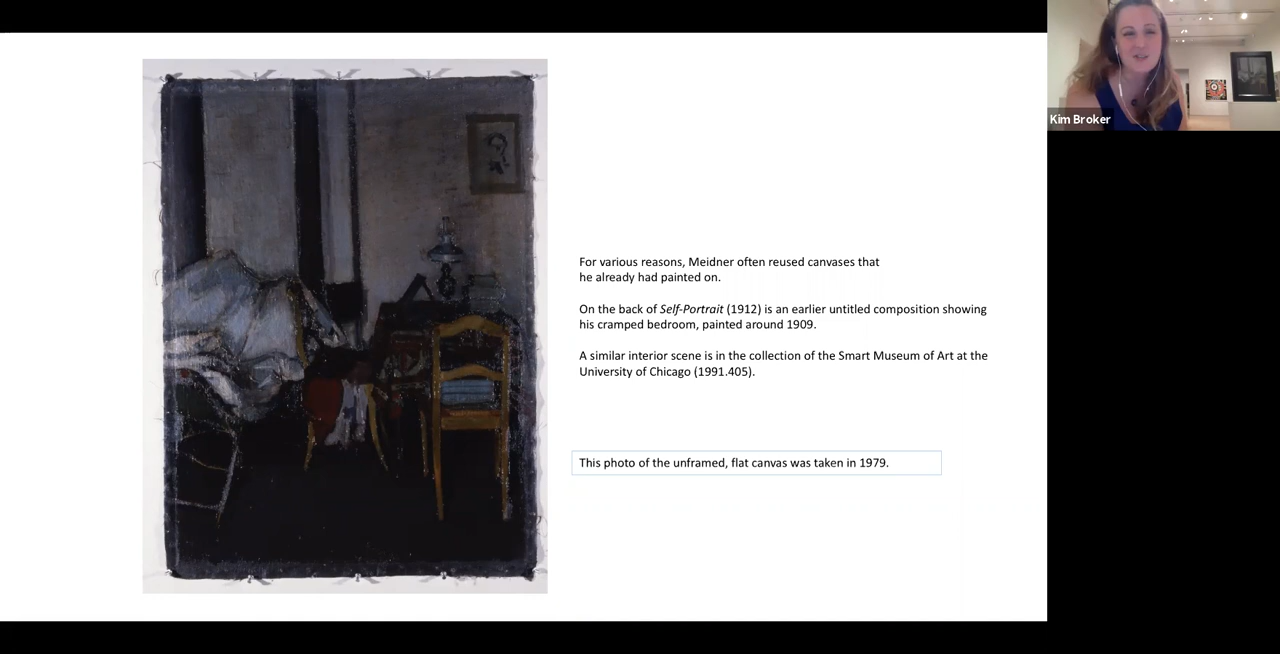 Kim Broker
For various reasons, Meidner often reused canvases that
he already had painted on.
On the back of Self-Portrait (1912) is an earlier untitled composition showing
his cramped bedroom, painted around 1909.
A similar interior scene is in the collection of the Smart Museum of Art at the
University of Chicago (1991.405).
This photo of the unframed, flat canvas was taken in 1979.